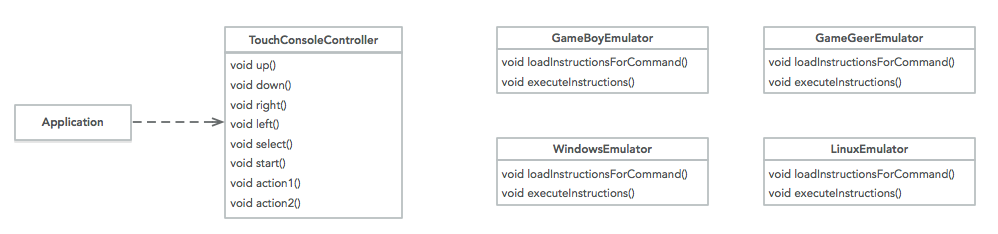 TouchConsoleController
void up()
void down()
void right()
void left()
void select()
void start()
void action1()
void action2()
Application
GameBoyEmulator
void loadInstructionsForCommand()
void executeInstructions()
GameGeerEmulator
void loadInstructionsForCommand()
void executeInstructions()
WindowsEmulator
void loadInstructionsForCommand()
void executeInstructions()
LinuxEmulator
void loadInstructionsForCommand()
void executeInstructions()